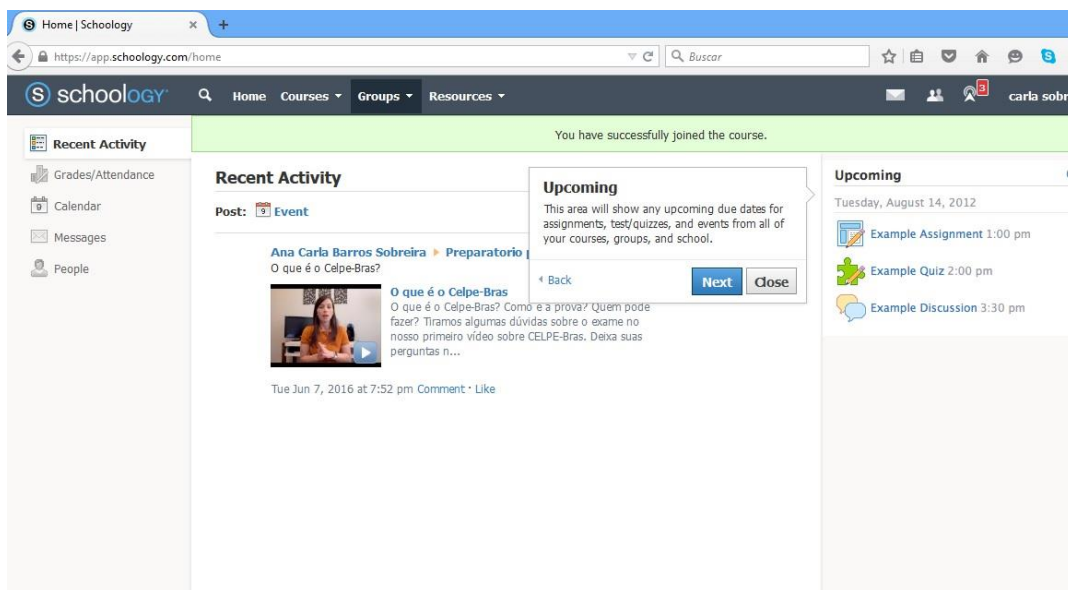 Home | Schoology
https://app.schoology.com/home
Buscar
S schoology
Home Courses Groups Resources
3
carla sobr
Recent Activity
Grades/Attendance
Calendar
Messages
People
You have successfully joined the course.
Recent Activity
Post: 9 Event
Ana Carla Barros Sobreira Preparatorio
O que é o Celpe-Bras?
O que é o Celpe-Bras
O que é o Celpe-Bras? Como é a prova? Quem pode
fazer? Tiramos algumas dúvidas sobre o exame no
nosso primeiro vídeo sobre CELPE-Bras. Deixa suas
perguntas n...
Tue Jun 7, 2016 at 7:52 pm Comment · Like
Upcoming
This area will show any upcoming due dates for
assignments, test/quizzes, and events from all of
your courses, groups, and school.
Back
Next Close
Upcoming
Tuesday, August 14, 2012
Example Assignment 1:00 pm
Example Quiz 2:00 pm
Example Discussion 3:30 pm